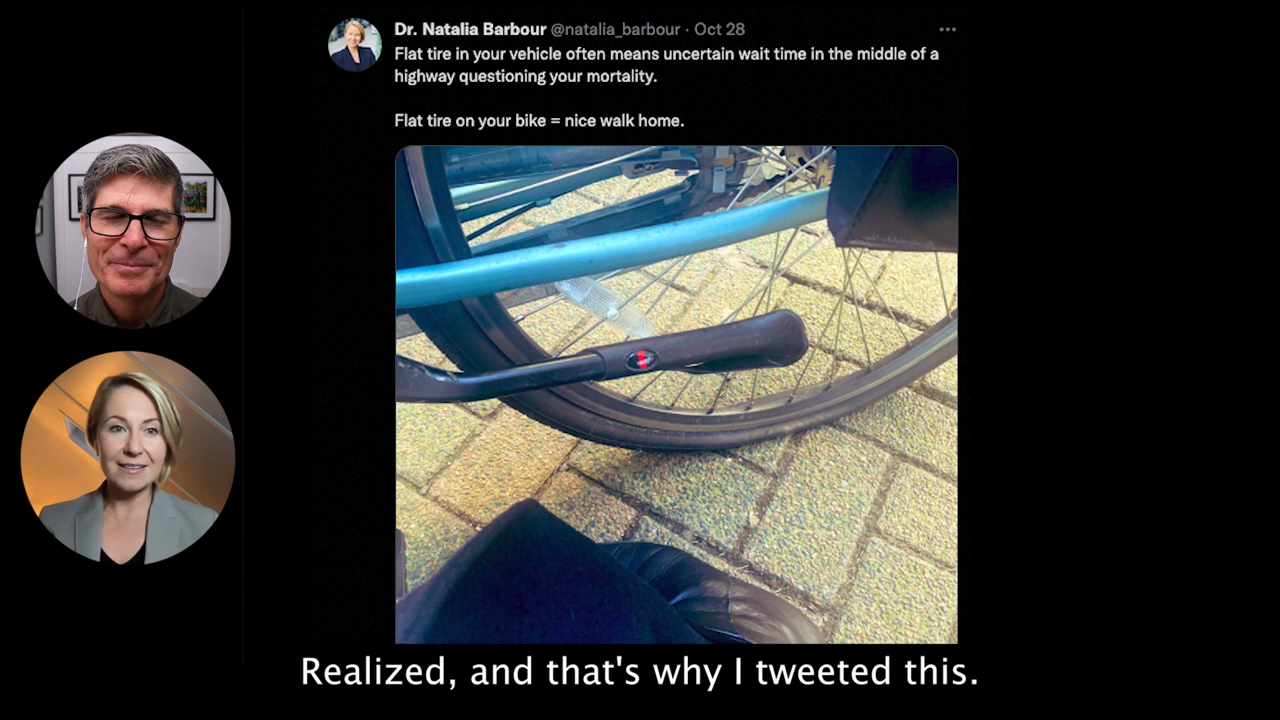 Dr. Natalia Barbour @natalia_barbour · Oct 28
Flat tire in your vehicle often means uncertain wait time in the middle of a
highway questioning your mortality.
Flat tire on your bike = nice walk home.
Realized, and that's why I tweeted this.